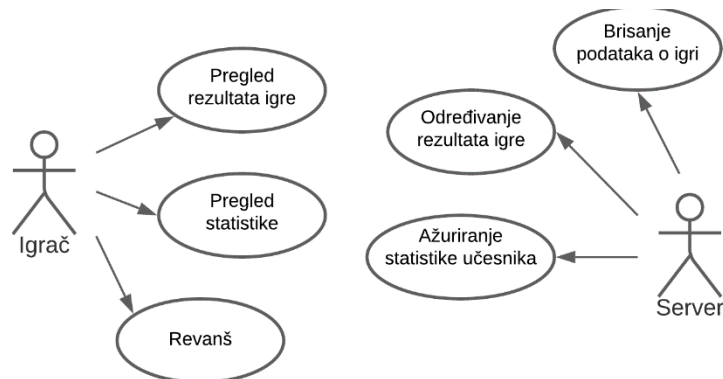 Pregled
rezultata igre
Pregled
statistike
Igrač
Revanš
Brisanje
podataka o igri
Određivanje
rezultata igre
Ažuriranje
statistike učesnika
Server